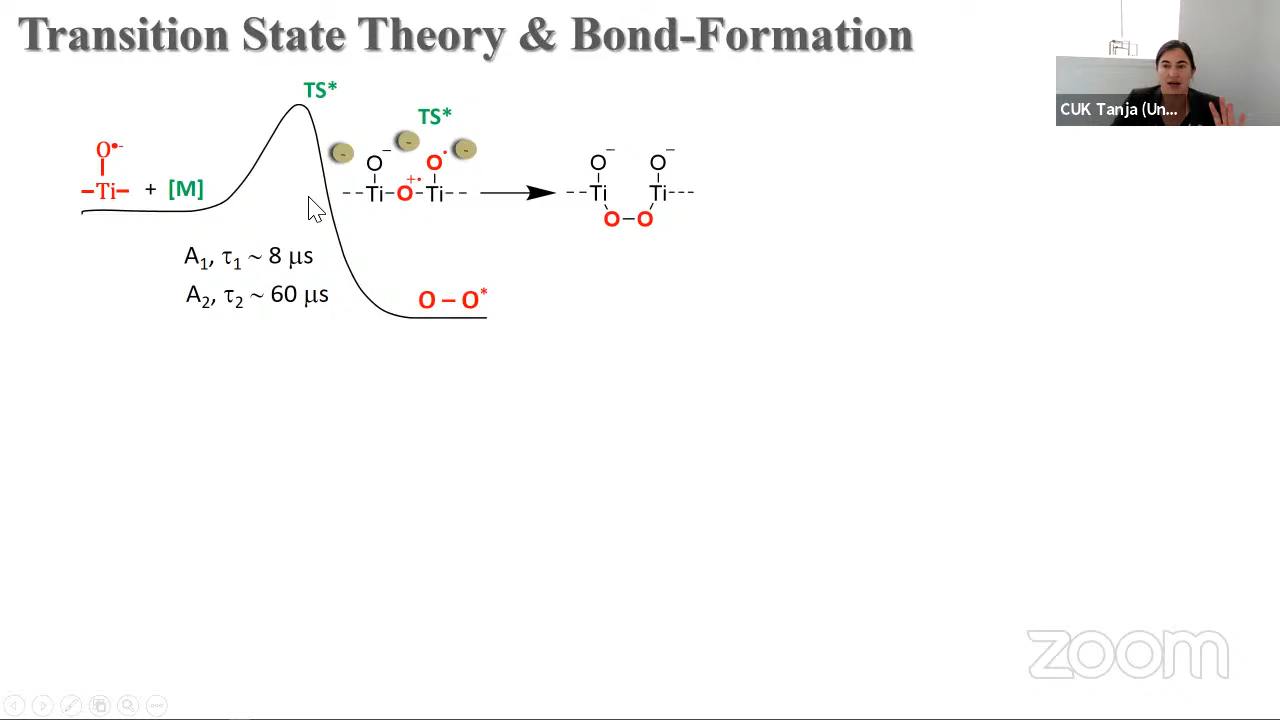 Transition State Theory & Bond-Formation
CUK Tanja (Un...
TS*
TS*
O•-
–Ti– + [M]
O⁻ O•
--Ti-O⁺•-Ti--
O⁻ O⁻
--Ti Ti---
O–O
A₁, τ₁ ~ 8 μs
A₂, τ₂ ~ 60 μs
O – O*
zoom